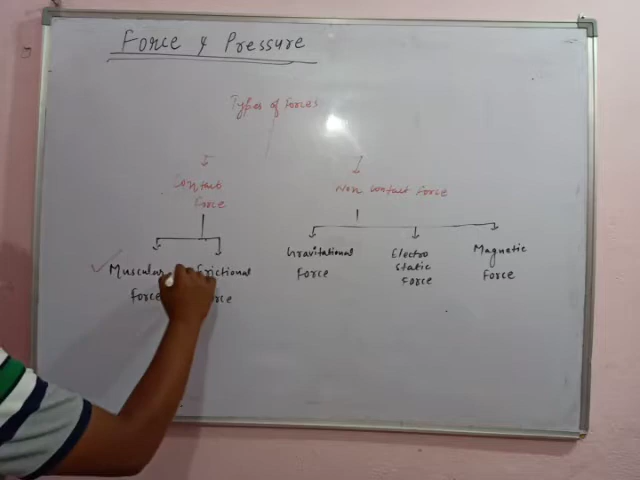 Force & Pressure
Types of Forces
Contact
Force
Non Contact Force
Muscular
Force
Frictional
Gravitational
Force
Electro
Static
Force
Magnetic
Force